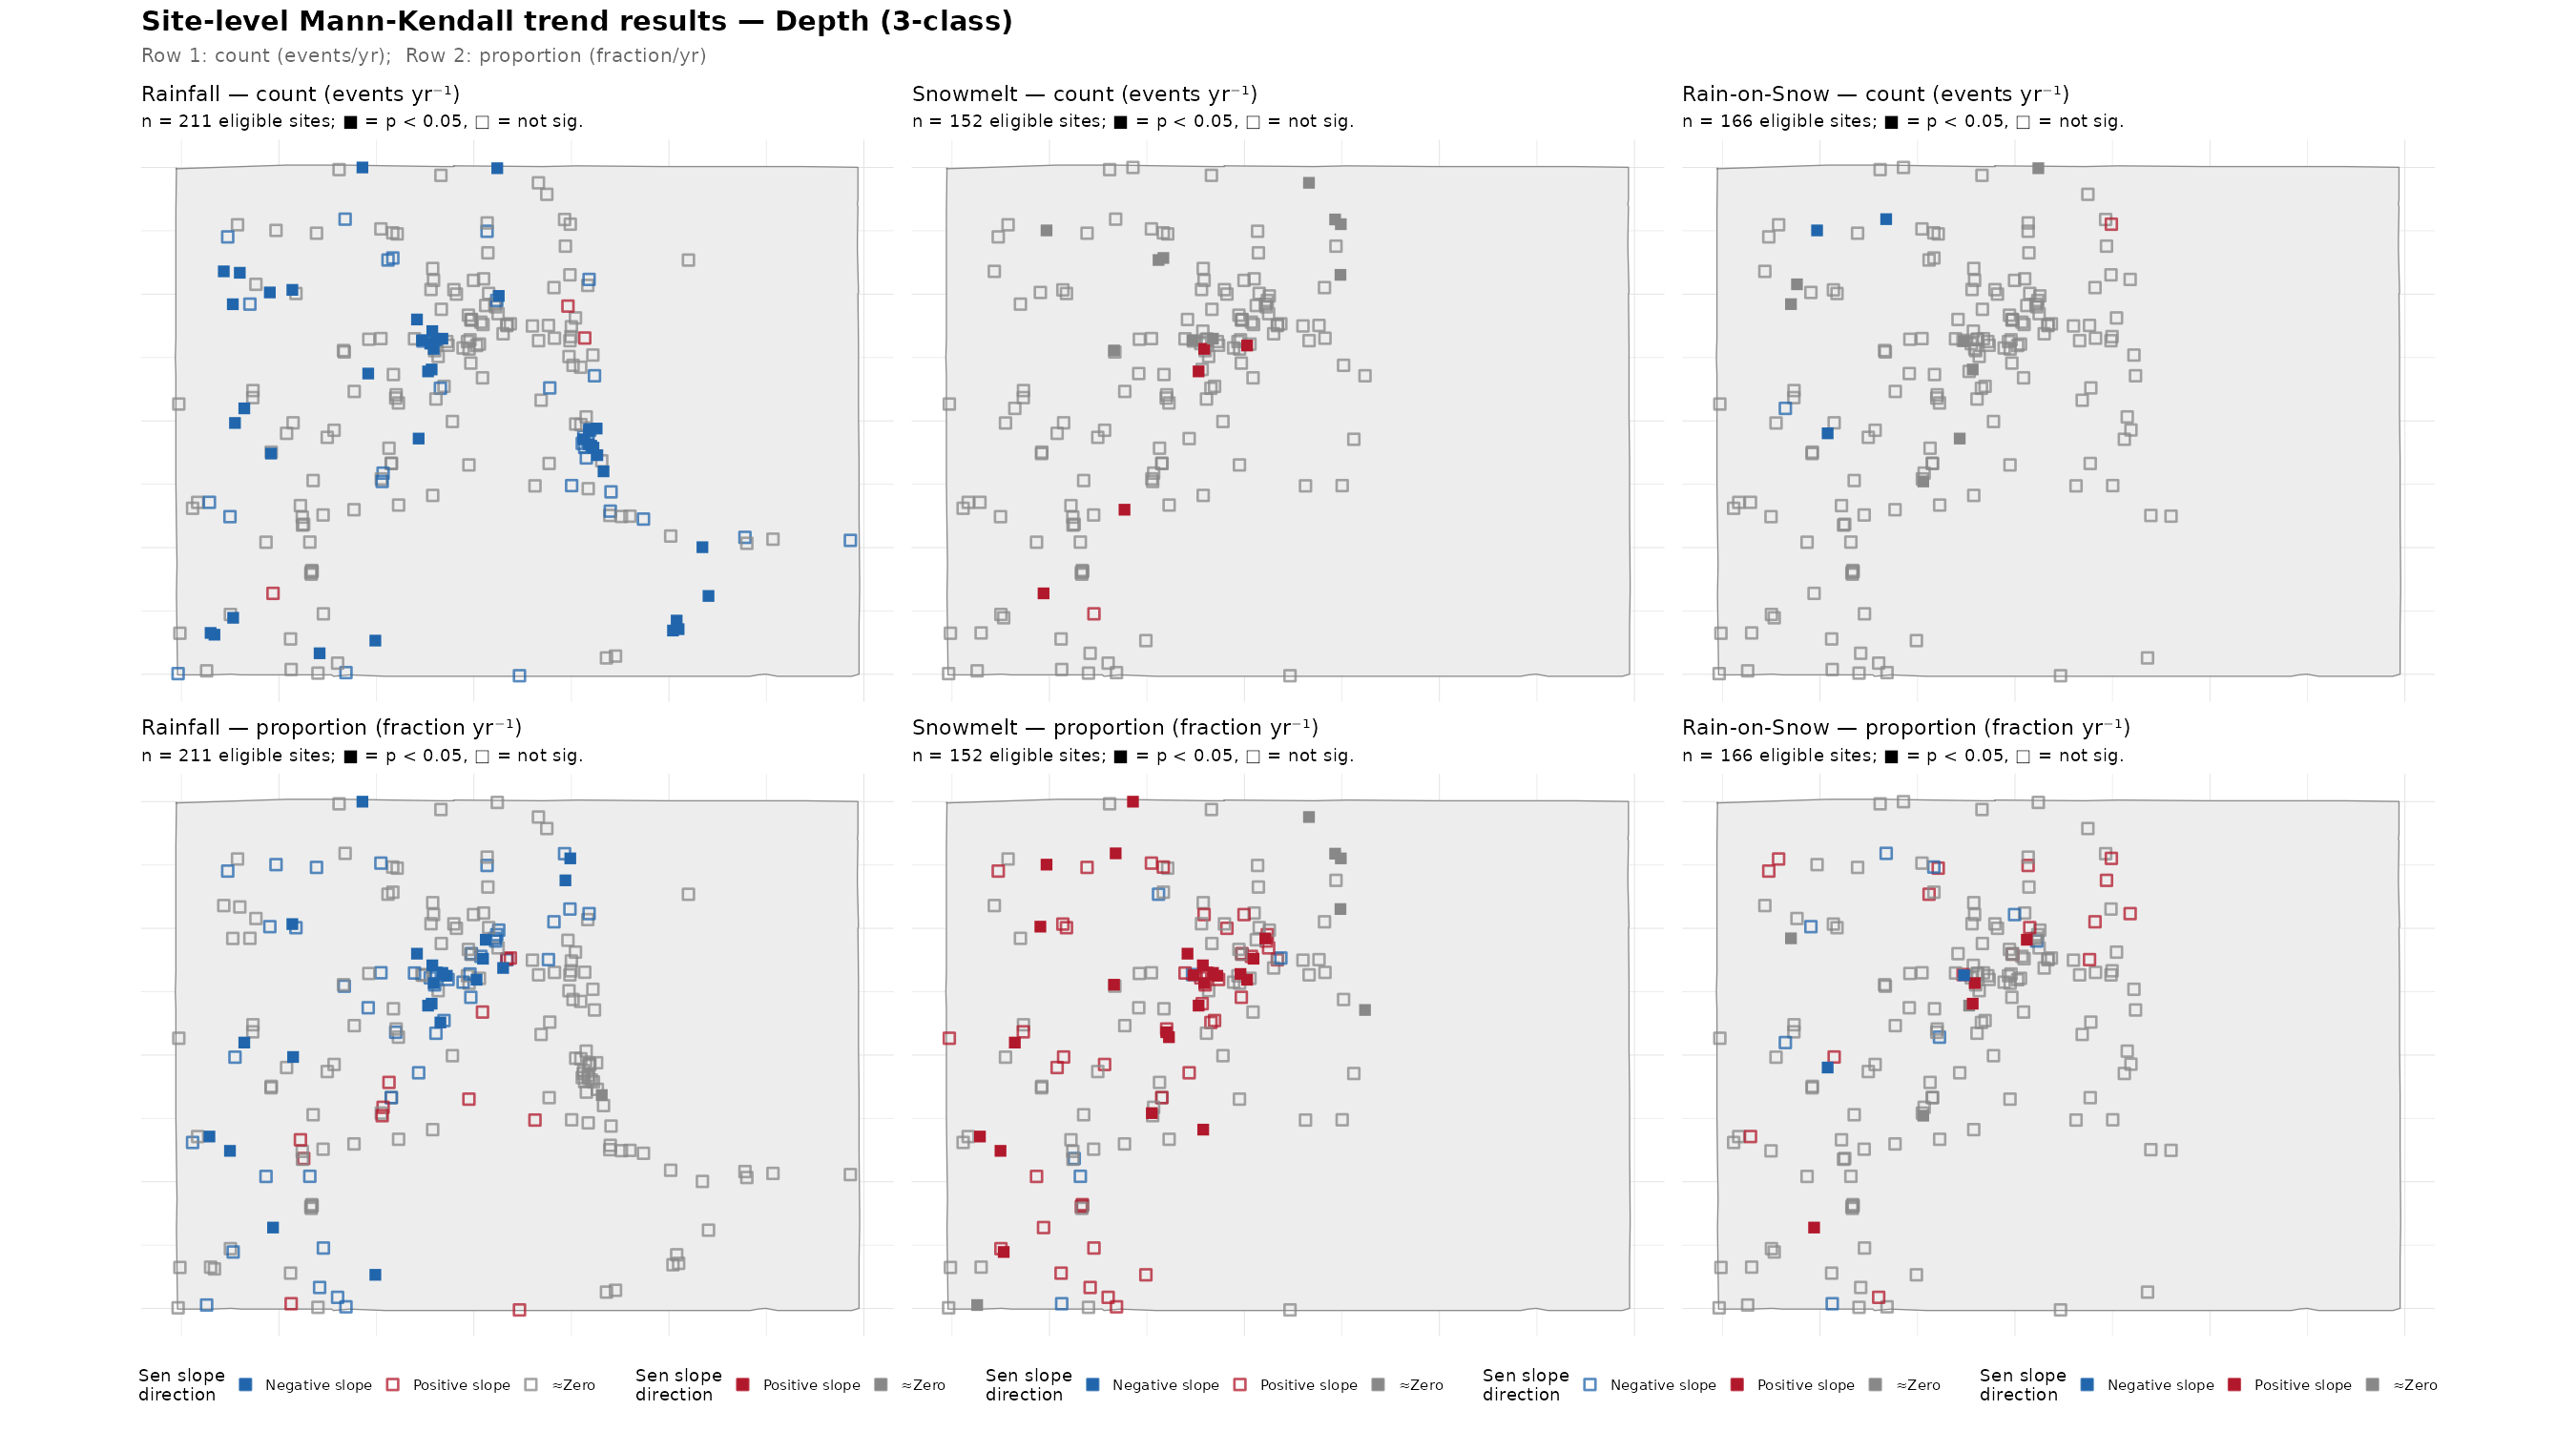 Site-level Mann-Kendall trend results — Depth (3-class)
Row 1: count (events/yr);  Row 2: proportion (fraction/yr)
Rainfall — count (events yr⁻¹)
n = 211 eligible sites; ■ = p < 0.05, □ = not sig.
Snowmelt — count (events yr⁻¹)
n = 152 eligible sites; ■ = p < 0.05, □ = not sig.
Rain-on-Snow — count (events yr⁻¹)
n = 166 eligible sites; ■ = p < 0.05, □ = not sig.
Rainfall — proportion (fraction yr⁻¹)
n = 211 eligible sites; ■ = p < 0.05, □ = not sig.
Snowmelt — proportion (fraction yr⁻¹)
n = 152 eligible sites; ■ = p < 0.05, □ = not sig.
Rain-on-Snow — proportion (fraction yr⁻¹)
n = 166 eligible sites; ■ = p < 0.05, □ = not sig.
Sen slope
direction
Negative slope
Positive slope
≈Zero
Sen slope
direction
Positive slope
≈Zero
Sen slope
direction
Negative slope
Positive slope
≈Zero
Sen slope
direction
Negative slope
Positive slope
≈Zero
Sen slope
direction
Negative slope
Positive slope
≈Zero